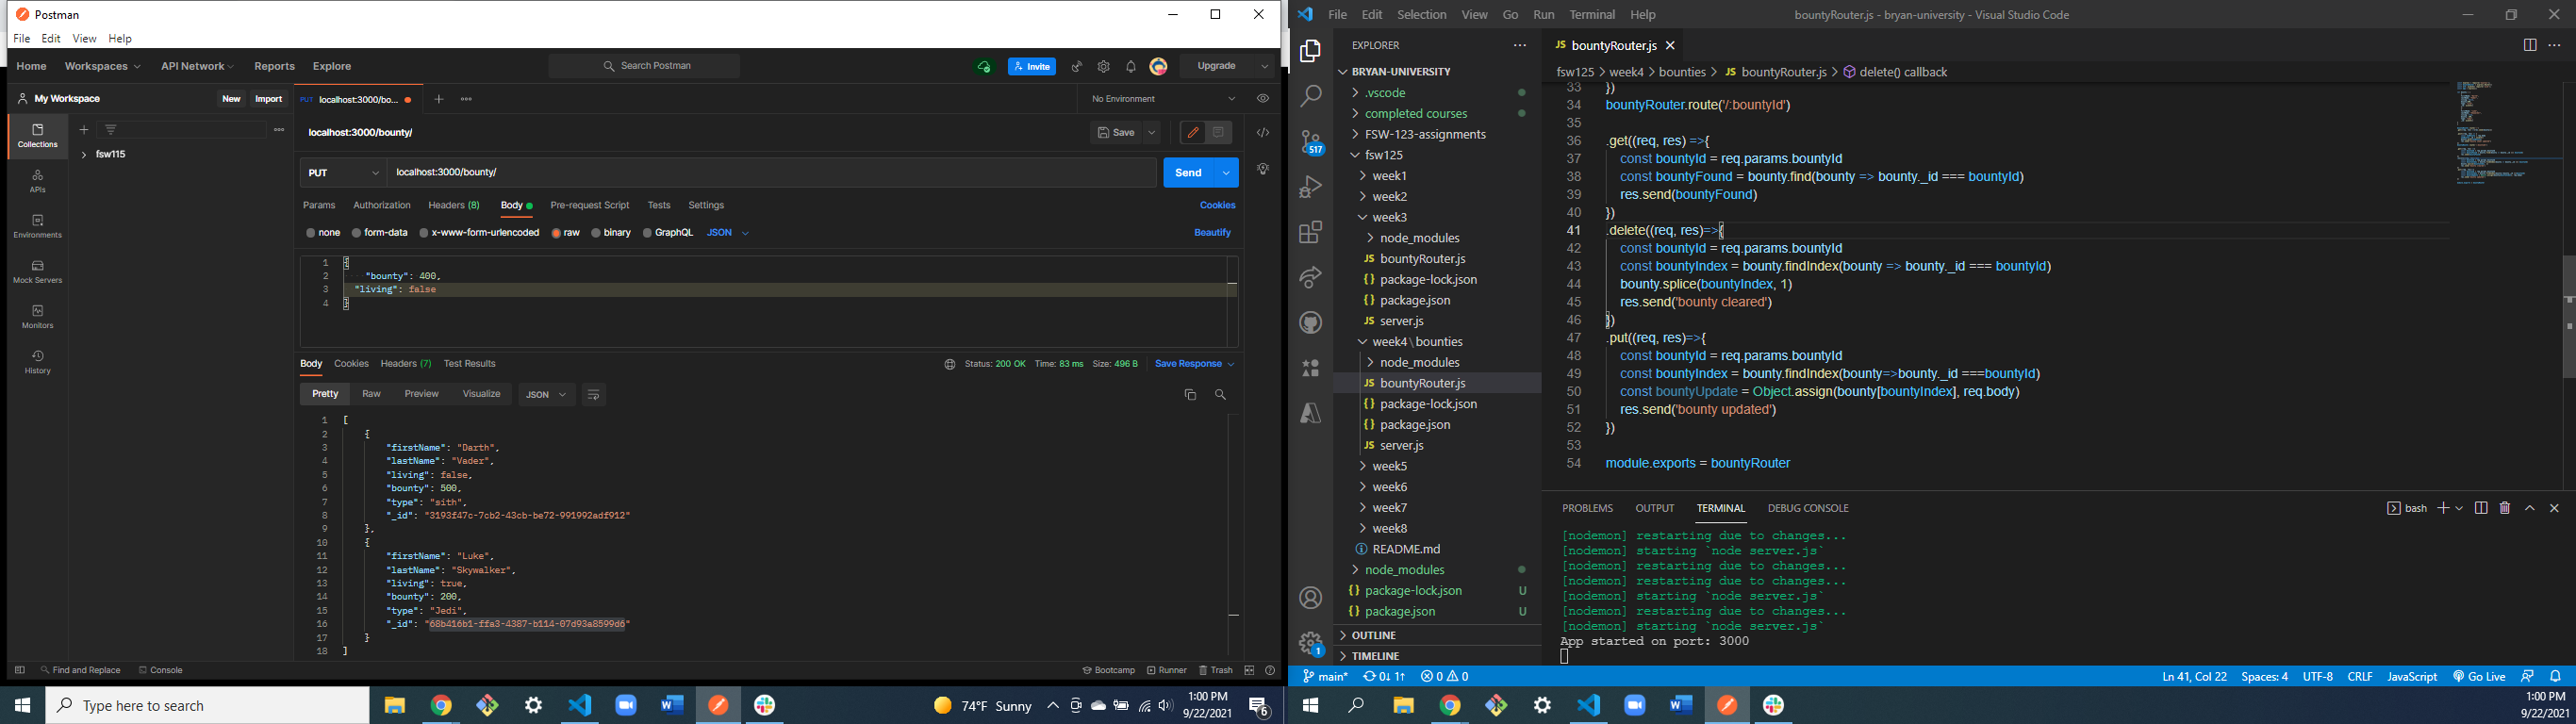 Postman
File Edit View Help
Home Workspaces API Network Reports Explore
Search Postman
Invite
Upgrade
My Workspace
New Import
PUT localhost:3000/bo...
No Environment
localhost:3000/bounty/
Save
Collections
APIs
Environments
Mock Servers
Monitors
History
fsw115
PUT localhost:3000/bounty/
Send
Params Authorization Headers (8) Body Pre-request Script Tests Settings
Cookies
none form-data x-www-form-urlencoded raw binary GraphQL JSON
Beautify
1 {
2 "bounty": 400,
3 "living": false
4 }
Body Cookies Headers (7) Test Results
Status: 200 OK Time: 83 ms Size: 496 B Save Response
Pretty Raw Preview Visualize JSON
1 [
2 {
3 "firstName": "Darth",
4 "lastName": "Vader",
5 "living": false,
6 "bounty": 500,
7 "type": "sith",
8 "_id": "3193f47c-7cb2-43cb-be72-991992adf912"
9 },
10 {
11 "firstName": "Luke",
12 "lastName": "Skywalker",
13 "living": true,
14 "bounty": 200,
15 "type": "Jedi",
16 "_id": "68b416b1-ffa3-4387-b114-07d93a8599d6"
17 }
18 ]
Find and Replace Console
Bootcamp Runner Trash
Type here to search
74°F Sunny
1:00 PM
9/22/2021
6
File Edit Selection View Go Run Terminal Help
bountyRouter.js - bryan-university - Visual Studio Code
EXPLORER
517
1
BRYAN-UNIVERSITY
.vscode
completed courses
FSW-123-assignments
fsw125
week1
week2
week3
node_modules
JS bountyRouter.js
{} package-lock.json
{} package.json
JS server.js
week4\bounties
node_modules
JS bountyRouter.js
{} package-lock.json
{} package.json
JS server.js
week5
week6
week7
week8
README.md
node_modules
{} package-lock.json U
{} package.json U
OUTLINE
TIMELINE
JS bountyRouter.js
fsw125 > week4 > bounties > JS bountyRouter.js > delete() callback
33 })
34 bountyRouter.route('/:bountyId')
35
36 .get((req, res) =>{
37 const bountyId = req.params.bountyId
38 const bountyFound = bounty.find(bounty => bounty._id === bountyId)
39 res.send(bountyFound)
40 })
41 .delete((req, res)=>{
42 const bountyId = req.params.bountyId
43 const bountyIndex = bounty.findIndex(bounty => bounty._id === bountyId)
44 bounty.splice(bountyIndex, 1)
45 res.send('bounty cleared')
46 })
47 .put((req, res)=>{
48 const bountyId = req.params.bountyId
49 const bountyIndex = bounty.findIndex(bounty=>bounty._id ===bountyId)
50 const bountyUpdate = Object.assign(bounty[bountyIndex], req.body)
51 res.send('bounty updated')
52 })
53
54 module.exports = bountyRouter
PROBLEMS OUTPUT TERMINAL DEBUG CONSOLE
bash
[nodemon] restarting due to changes...
[nodemon] starting `node server.js`
[nodemon] restarting due to changes...
[nodemon] restarting due to changes...
[nodemon] starting `node server.js`
[nodemon] restarting due to changes...
[nodemon] starting `node server.js`
App started on port: 3000
main* 0↓ 1↑ 0 0
Ln 41, Col 22 Spaces: 4 UTF-8 CRLF JavaScript Go Live
1:00 PM
9/22/2021